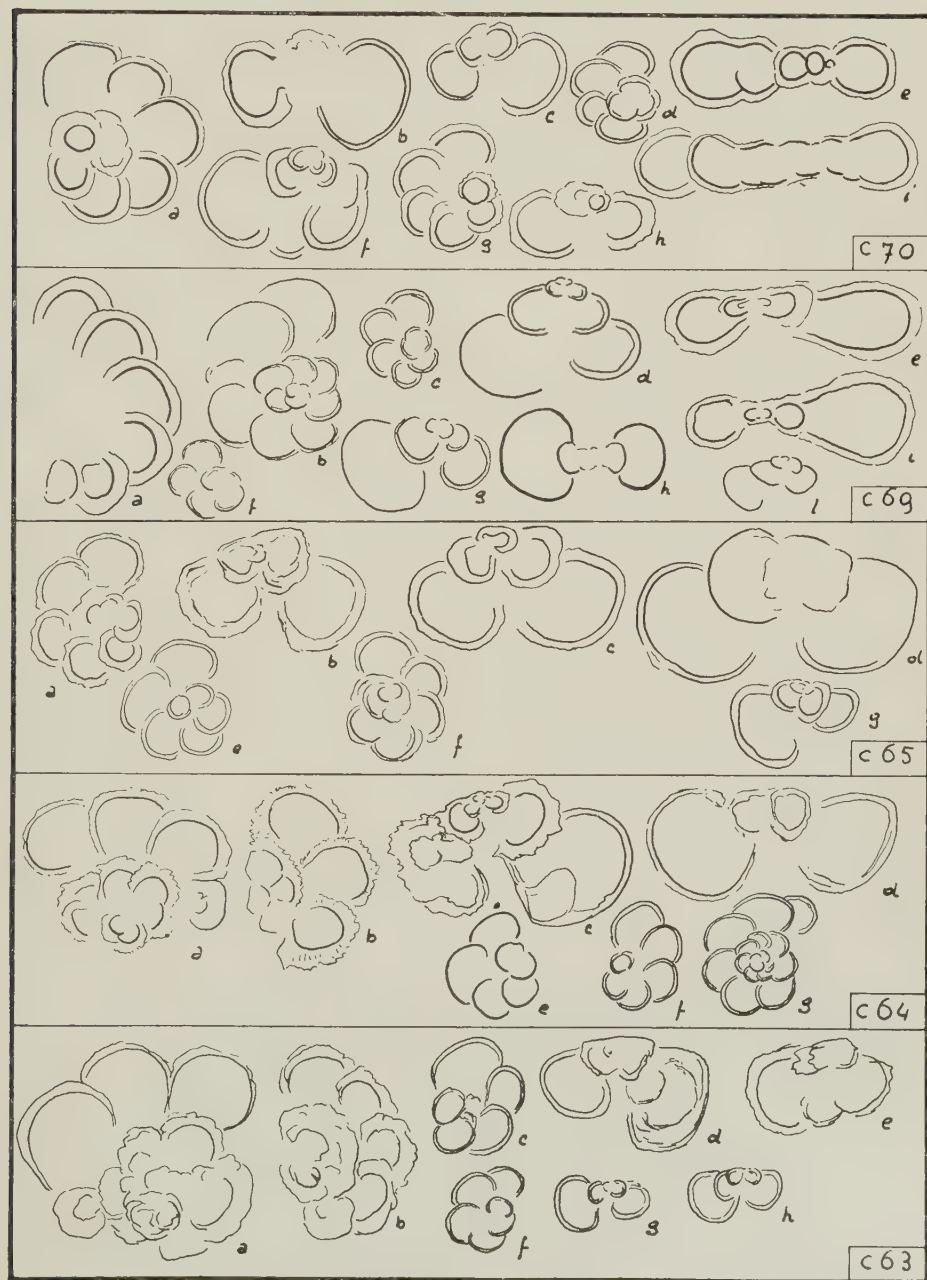 a b c d e
f g h i
c 70
a b c d e
f g h i l
c 69
a b c d
e f g
c 65
a b c d
e f g
c 64
a b c d e
f g h
c 63